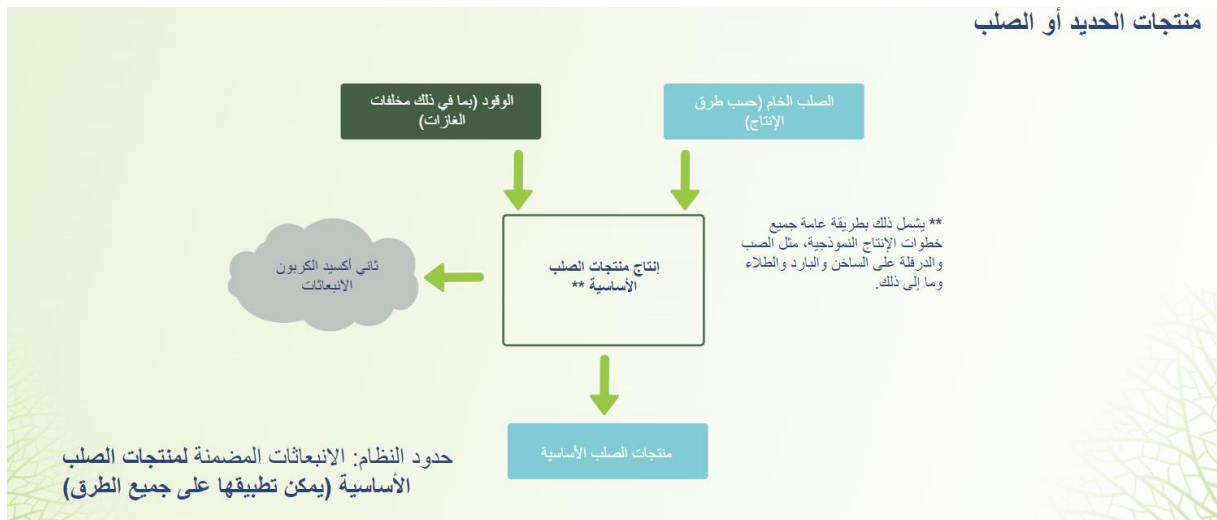 منتجات الحديد أو الصلب
الصلب الخام (حسب طرق
الإنتاج)
الوقود (بما في ذلك مخلفات
الغازات)
** يشمل ذلك بطريقة عامة جميع
خطوات الإنتاج النموذجية، مثل الصب
والدرفلة على الساخن والبارد والطلاء
وما إلى ذلك.
إنتاج منتجات الصلب
الأساسية **
ثاني أكسيد الكربون
الانبعاثات
منتجات الصلب الأساسية
حدود النظام: الانبعاثات المضمنة لمنتجات الصلب
الأساسية (يمكن تطبيقها على جميع الطرق)